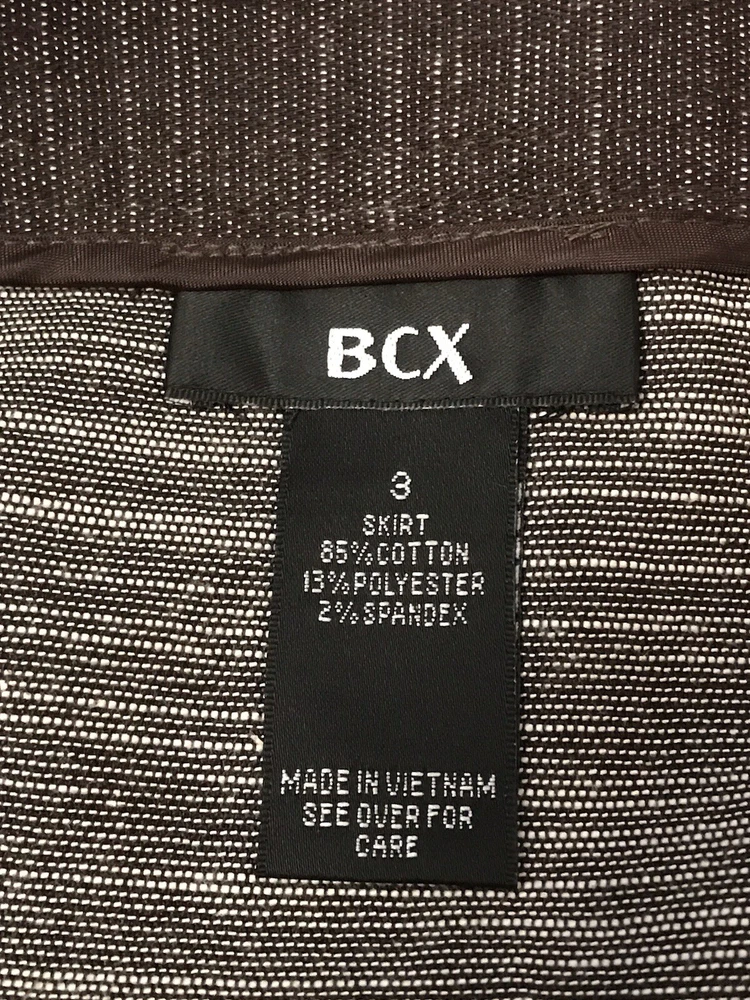 BCX
3
SKIRT
85%COTTON
13%POLYESTER
2%SPANDEX
MADE IN VIETNAM
SEE OVER FOR
CARE